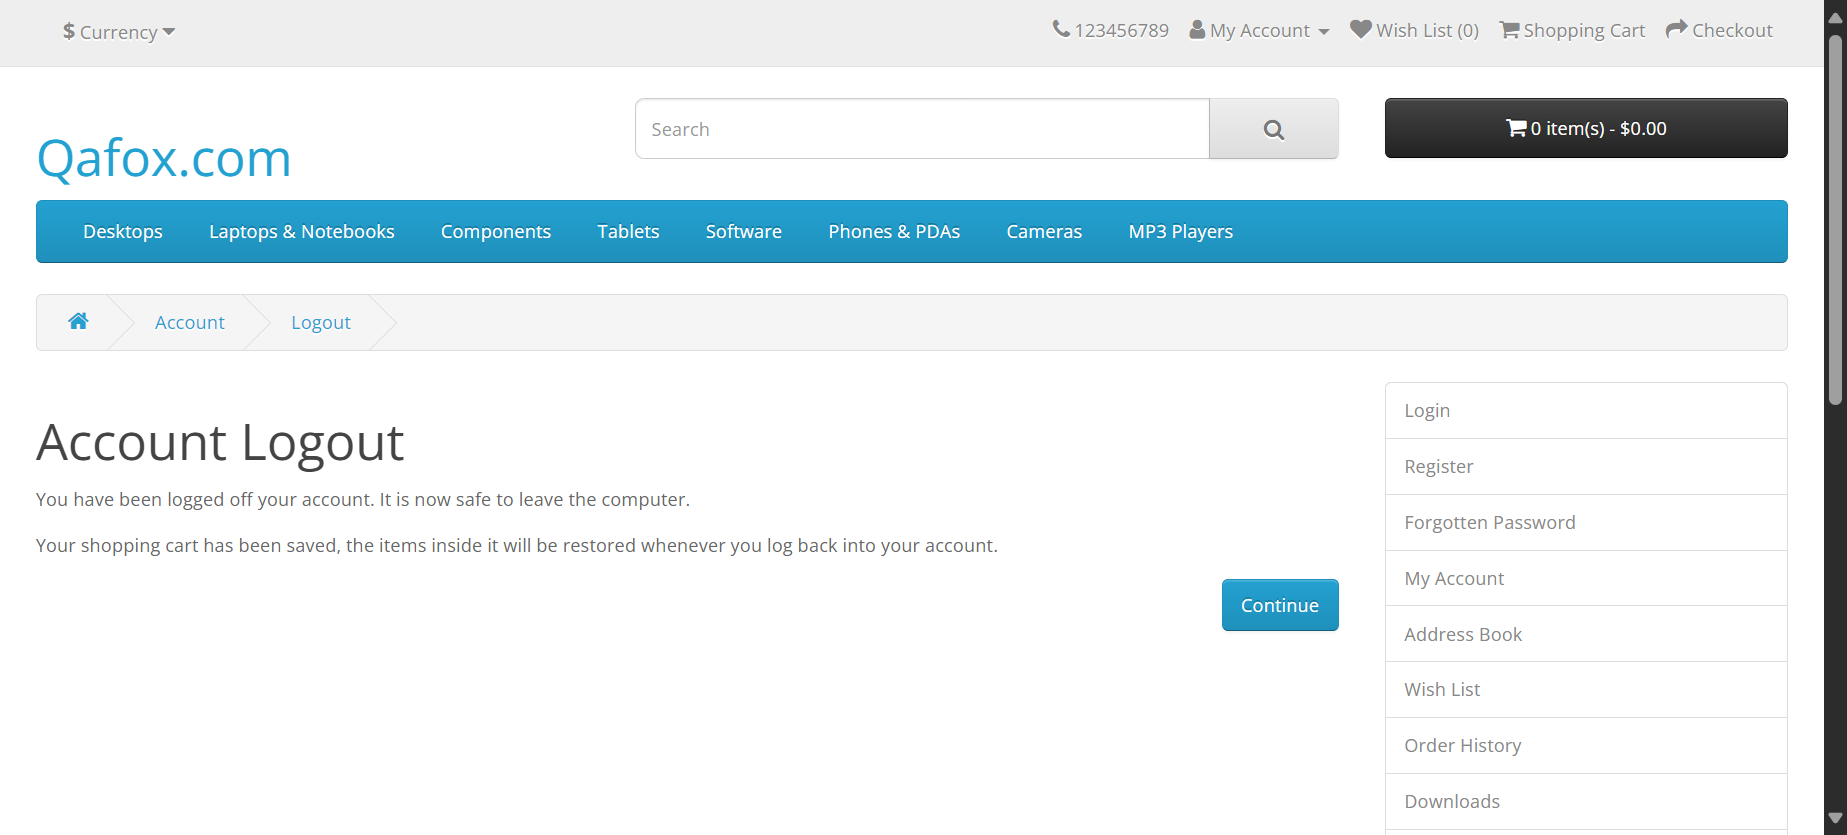 $ Currency
123456789 My Account Wish List (0) Shopping Cart Checkout
Qafox.com
Search
0 item(s) - $0.00
Desktops Laptops & Notebooks Components Tablets Software Phones & PDAs Cameras MP3 Players
Account Logout
Account Logout
You have been logged off your account. It is now safe to leave the computer.
Your shopping cart has been saved, the items inside it will be restored whenever you log back into your account.
Continue
Login
Register
Forgotten Password
My Account
Address Book
Wish List
Order History
Downloads